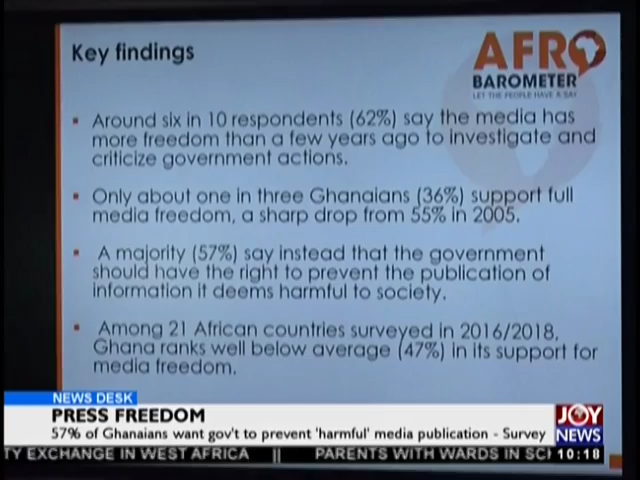 Key findings
AFRO
BAROMETER
LET THE PEOPLE HAVE A SAY
▪ Around six in 10 respondents (62%) say the media has
more freedom than a few years ago to investigate and
criticize government actions.
▪ Only about one in three Ghanaians (36%) support full
media freedom, a sharp drop from 55% in 2005.
▪ A majority (57%) say instead that the government
should have the right to prevent the publication of
information it deems harmful to society.
▪ Among 21 African countries surveyed in 2016/2018,
Ghana ranks well below average (47%) in its support for
media freedom.
NEWS DESK
PRESS FREEDOM
57% of Ghanaians want gov't to prevent 'harmful' media publication - Survey
JOY
NEWS
TY EXCHANGE IN WEST AFRICA || PARENTS WITH WARDS IN SCH
10:18